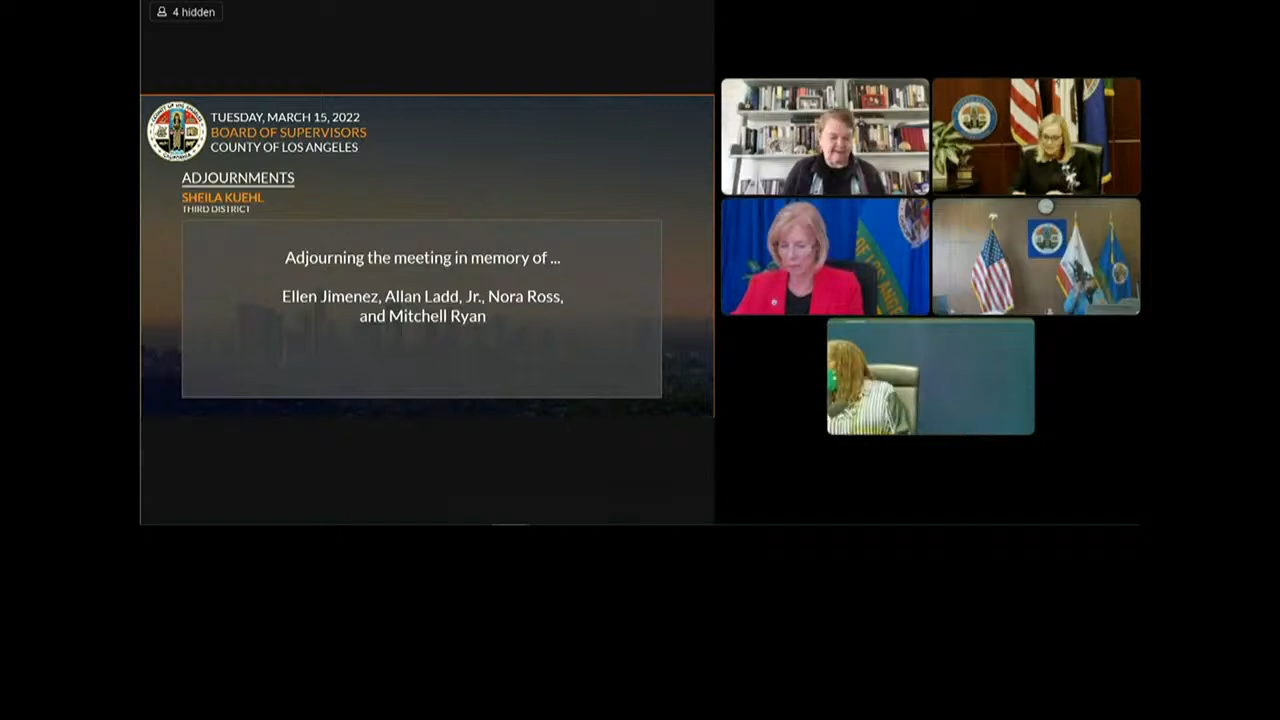 4 hidden
TUESDAY, MARCH 15, 2022
BOARD OF SUPERVISORS
COUNTY OF LOS ANGELES
ADJOURNMENTS
SHEILA KUEHL
THIRD DISTRICT
Adjourning the meeting in memory of ...
Ellen Jimenez, Allan Ladd, Jr., Nora Ross,
and Mitchell Ryan